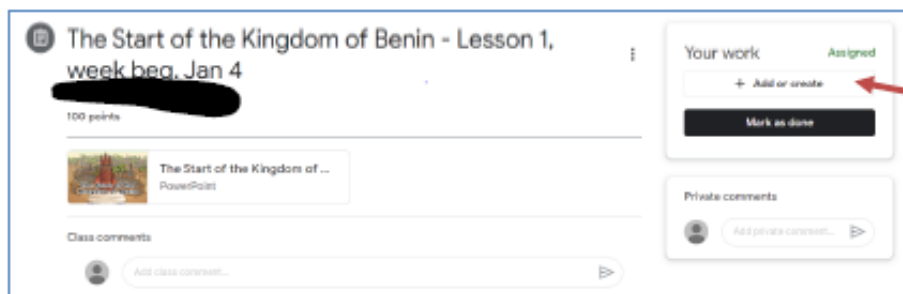 The Start of the Kingdom of Benin - Lesson 1,
week beg. Jan 4
100 points
The Start of the Kingdom of ...
PowerPoint
Class comments
Add class comment...
Your work Assigned
+ Add or create
Mark as done
Private comments
Add private comment...